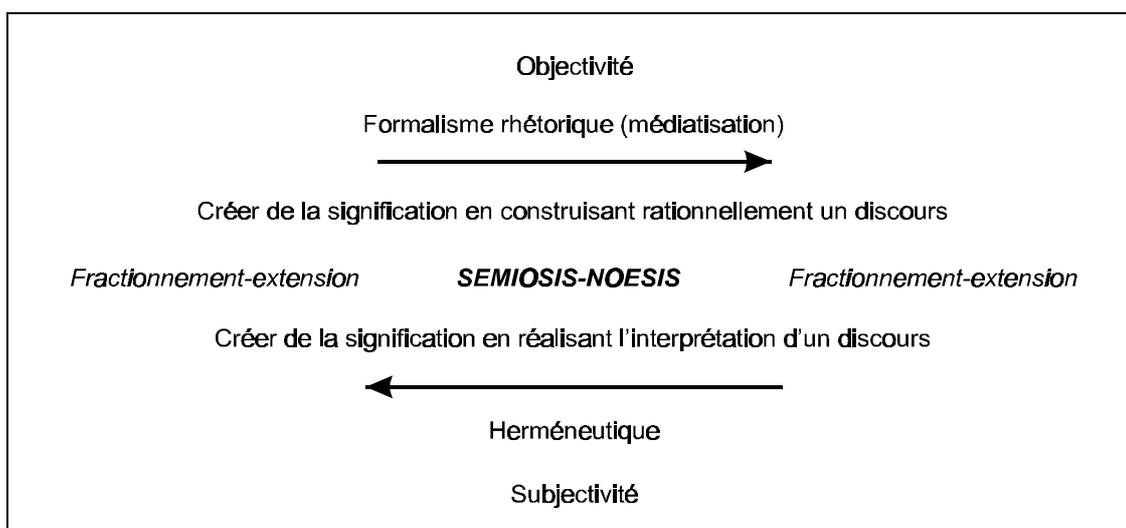 Objectivité
Formalisme rhétorique (médiatisation)
Créer de la signification en construisant rationnellement un discours
Fractionnement-extension SEMIOSIS-NOESIS Fractionnement-extension
Créer de la signification en réalisant l'interprétation d'un discours
Herméneutique
Subjectivité